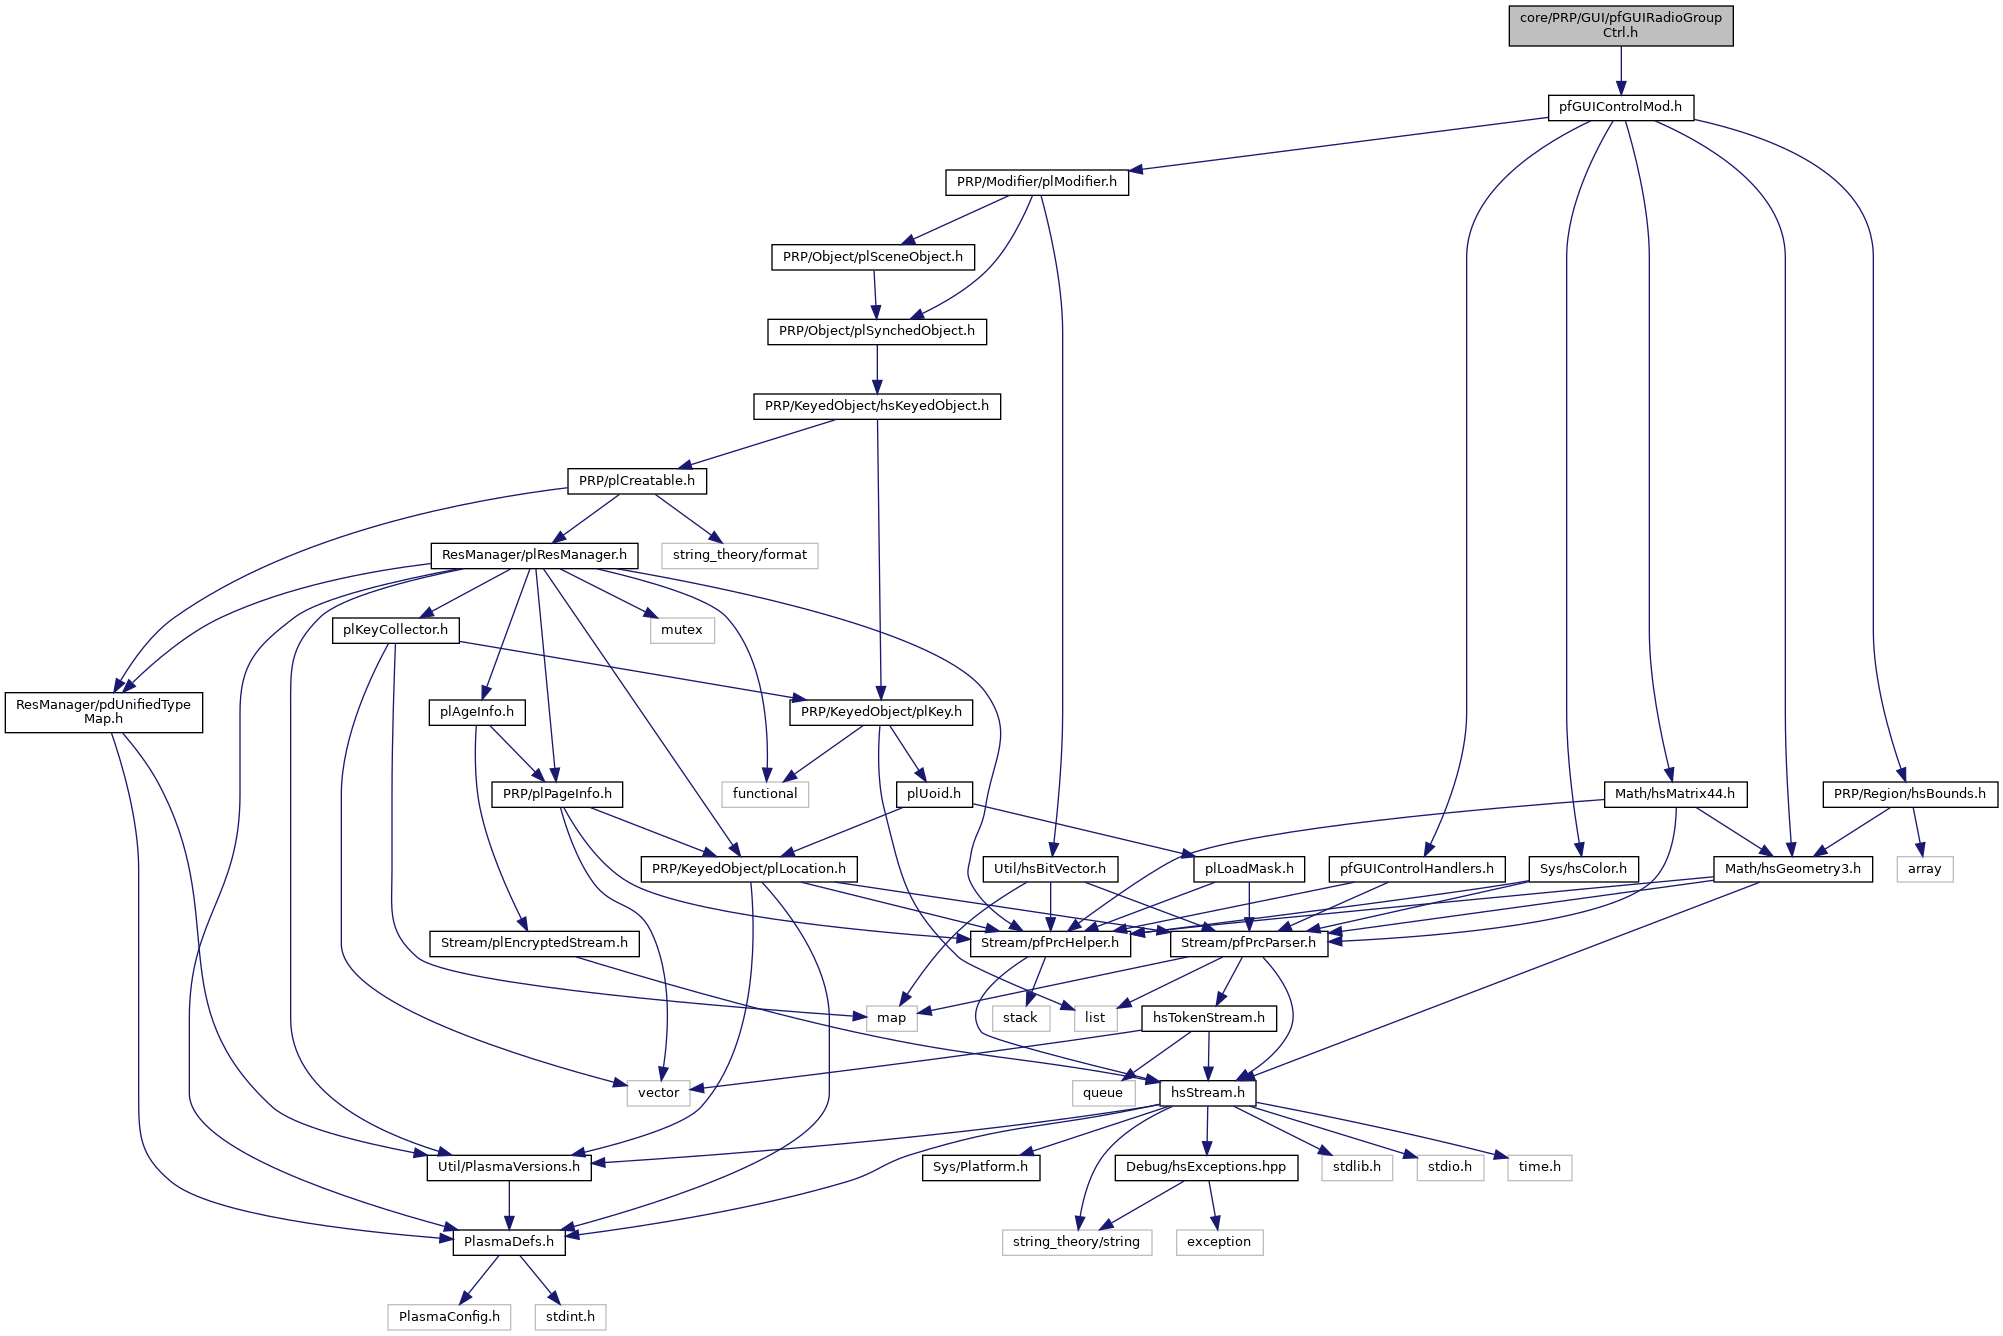 core/PRP/GUI/pfGUIRadioGroup
Ctrl.h
pfGUIControlMod.h
PRP/Modifier/plModifier.h
PRP/Object/plSceneObject.h
PRP/Object/plSynchedObject.h
PRP/KeyedObject/hsKeyedObject.h
PRP/plCreatable.h
ResManager/plResManager.h
string_theory/format
plKeyCollector.h
mutex
ResManager/pdUnifiedType
Map.h
plAgeInfo.h
PRP/KeyedObject/plKey.h
PRP/plPageInfo.h
functional
plUoid.h
Math/hsMatrix44.h
PRP/Region/hsBounds.h
PRP/KeyedObject/plLocation.h
Util/hsBitVector.h
plLoadMask.h
pfGUIControlHandlers.h
Sys/hsColor.h
Math/hsGeometry3.h
array
Stream/plEncryptedStream.h
Stream/pfPrcHelper.h
Stream/pfPrcParser.h
map
stack
list
hsTokenStream.h
vector
queue
hsStream.h
Util/PlasmaVersions.h
Sys/Platform.h
Debug/hsExceptions.hpp
stdlib.h
stdio.h
time.h
PlasmaDefs.h
string_theory/string
exception
PlasmaConfig.h
stdint.h